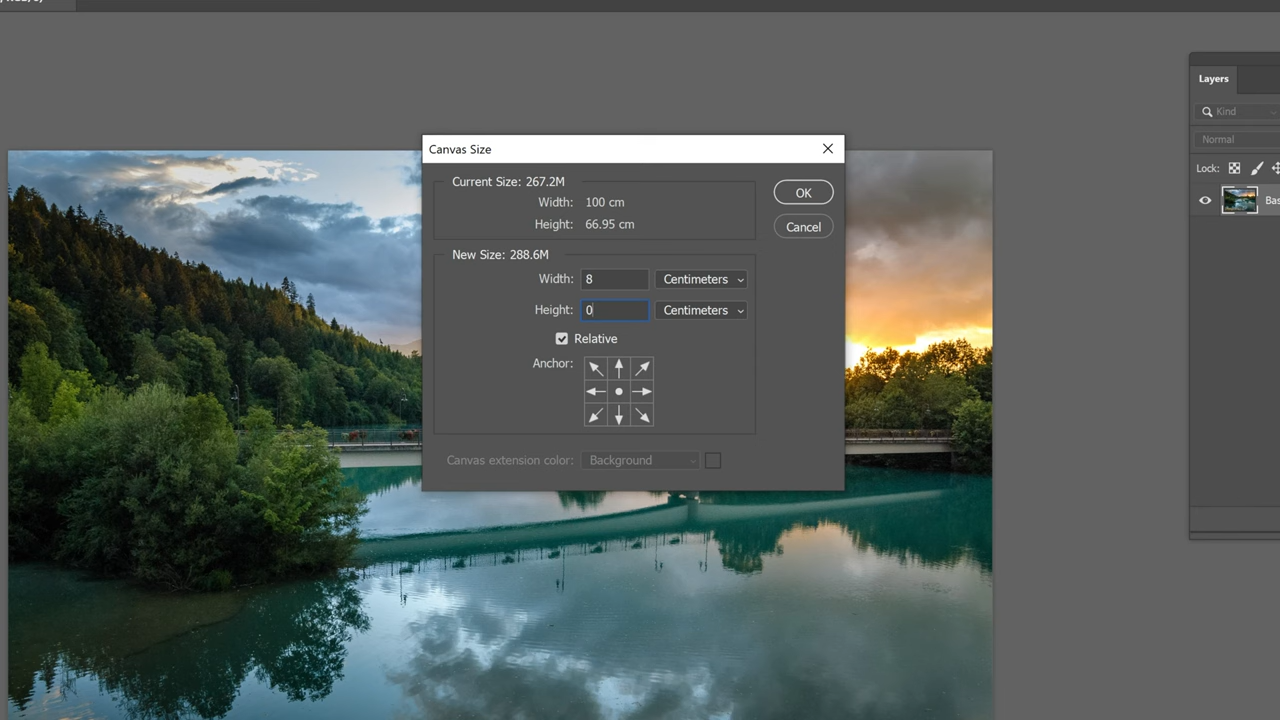 Layers
Kind
Normal
Lock:
Canvas Size
Current Size: 267.2M
Width: 100 cm
Height: 66.95 cm
OK
Cancel
New Size: 288.6M
Width: 8 Centimeters
Height: 0 Centimeters
Relative
Anchor:
Canvas extension color: Background